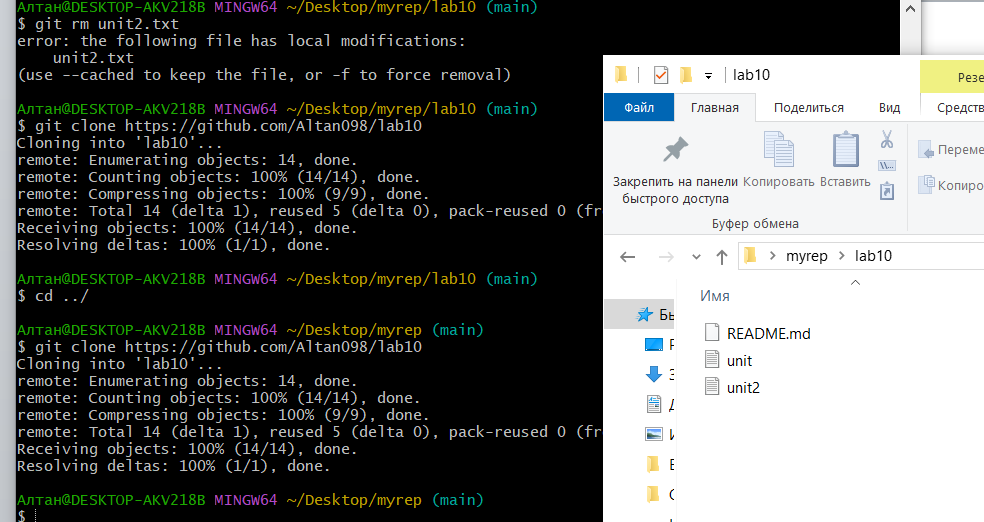 Алтан@DESKTOP-AKV218B MINGW64 ~/Desktop/myrep/lab10 (main)
$ git rm unit2.txt
error: the following file has local modifications:
    unit2.txt
(use --cached to keep the file, or -f to force removal)
Алтан@DESKTOP-AKV218B MINGW64 ~/Desktop/myrep/lab10 (main)
$ git clone https://github.com/Altan098/lab10
Cloning into 'lab10'...
remote: Enumerating objects: 14, done.
remote: Counting objects: 100% (14/14), done.
remote: Compressing objects: 100% (9/9), done.
remote: Total 14 (delta 1), reused 5 (delta 0), pack-reused 0 (fr
Receiving objects: 100% (14/14), done.
Resolving deltas: 100% (1/1), done.
Алтан@DESKTOP-AKV218B MINGW64 ~/Desktop/myrep/lab10 (main)
$ cd ../
Алтан@DESKTOP-AKV218B MINGW64 ~/Desktop/myrep (main)
$ git clone https://github.com/Altan098/lab10
Cloning into 'lab10'...
remote: Enumerating objects: 14, done.
remote: Counting objects: 100% (14/14), done.
remote: Compressing objects: 100% (9/9), done.
remote: Total 14 (delta 1), reused 5 (delta 0), pack-reused 0 (fr
Receiving objects: 100% (14/14), done.
Resolving deltas: 100% (1/1), done.
Алтан@DESKTOP-AKV218B MINGW64 ~/Desktop/myrep (main)
$
lab10
Резе
Файл Главная Поделиться Вид Средств
Закрепить на панели быстрого доступа
Копировать
Вставить
Переме
Копиро
Буфер обмена
myrep > lab10
Имя
Бы
README.md
unit
unit2